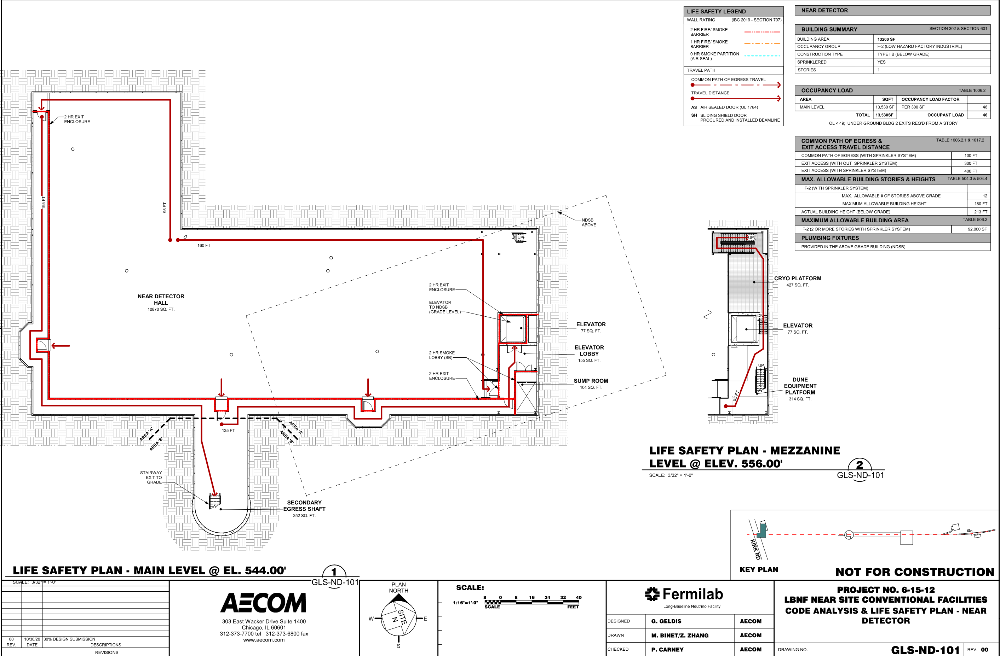 LIFE SAFETY LEGEND
WALL RATING (IBC 2019 - SECTION 707)
2 HR FIRE/ SMOKE
BARRIER
1 HR FIRE/ SMOKE
BARRIER
0 HR SMOKE PARTITION
(AIR SEAL)
TRAVEL PATH
COMMON PATH OF EGRESS TRAVEL
TRAVEL DISTANCE
AS AIR SEALED DOOR (UL 1784)
SH SLIDING SHIELD DOOR
PROCURED AND INSTALLED BEAMLINE
NEAR DETECTOR
BUILDING SUMMARY SECTION 302 & SECTION 601
BUILDING AREA 13200 SF
OCCUPANCY GROUP F-2 (LOW HAZARD FACTORY INDUSTRIAL)
CONSTRUCTION TYPE TYPE I B (BELOW GRADE)
SPRINKLERED YES
STORIES 1
OCCUPANCY LOAD TABLE 1006.2
AREA SQFT OCCUPANCY LOAD FACTOR
MAIN LEVEL 13,530 SF PER 300 SF 46
TOTAL 13,530SF OCCUPANT LOAD 46
OL < 49; UNDER GROUND BLDG 2 EXITS REQ'D FROM A STORY
COMMON PATH OF EGRESS & TABLE 1006.2.1 & 1017.2
EXIT ACCESS TRAVEL DISTANCE
COMMON PATH OF EGRESS (WITH SPRINKLER SYSTEM) 100 FT
EXIT ACCESS (WITH OUT SPRINKLER SYSTEM) 300 FT
EXIT ACCESS (WITH SPRINKLER SYSTEM) 400 FT
MAX. ALLOWABLE BUILDING STORIES & HEIGHTS TABLE 504.3 & 504.4
F-2 (WITH SPRINKLER SYSTEM)
MAX. ALLOWABLE # OF STORIES ABOVE GRADE 12
MAXIMUM ALLOWABLE BUILDING HEIGHT 180 FT
ACTUAL BUILDING HEIGHT (BELOW GRADE) 213 FT
MAXIMUM ALLOWABLE BUILDING AREA TABLE 506.2
F-2 (2 OR MORE STORIES WITH SPRINKLER SYSTEM) 92,000 SF
PLUMBING FIXTURES
PROVIDED IN THE ABOVE GRADE BUILDING (NDSB)
2 HR EXIT
ENCLOSURE
195 FT
95 FT
160 FT
UP
NDSB
ABOVE
NEAR DETECTOR
HALL
10870 SQ. FT.
2 HR EXIT
ENCLOSURE
ELEVATOR
TO NDSB
(GRADE LEVEL)
ELEVATOR
77 SQ. FT.
2 HR SMOKE
LOBBY (SB)
ELEVATOR
LOBBY
155 SQ. FT.
2 HR EXIT
ENCLOSURE
SUMP ROOM
104 SQ. FT.
135 FT
AREA 'A'
AREA 'B'
AREA 'A'
AREA 'B'
STAIRWAY
EXIT TO
GRADE
SECONDARY
EGRESS SHAFT
252 SQ. FT.
UP
CRYO PLATFORM
427 SQ. FT.
DN
ELEVATOR
77 SQ. FT.
UP
DUNE
EQUIPMENT
PLATFORM
314 SQ. FT.
95 FT
LIFE SAFETY PLAN - MEZZANINE
LEVEL @ ELEV. 556.00'
2
GLS-ND-101
SCALE: 3/32" = 1'-0"
KIRK RD
KEY PLAN
NOT FOR CONSTRUCTION
LIFE SAFETY PLAN - MAIN LEVEL @ EL. 544.00'
1
GLS-ND-101
SCALE: 3/32" = 1'-0"
00 10/30/20 30% DESIGN SUBMISSION
REV. DATE DESCRIPTIONS
REVISIONS
AECOM
303 East Wacker Drive Suite 1400
Chicago, IL 60601
312-373-7700 tel 312-373-6800 fax
www.aecom.com
PLAN
NORTH
W
E
S
SITE
N
SCALE:
1/16"=1'-0"
8 0 8 16 24 32 40
SCALE FEET
Fermilab
Long-Baseline Neutrino Facility
DESIGNED G. GELDIS AECOM
DRAWN M. BINET/Z. ZHANG AECOM
CHECKED P. CARNEY AECOM
PROJECT NO. 6-15-12
LBNF NEAR SITE CONVENTIONAL FACILITIES
CODE ANALYSIS & LIFE SAFETY PLAN - NEAR
DETECTOR
DRAWING NO. GLS-ND-101 REV. 00